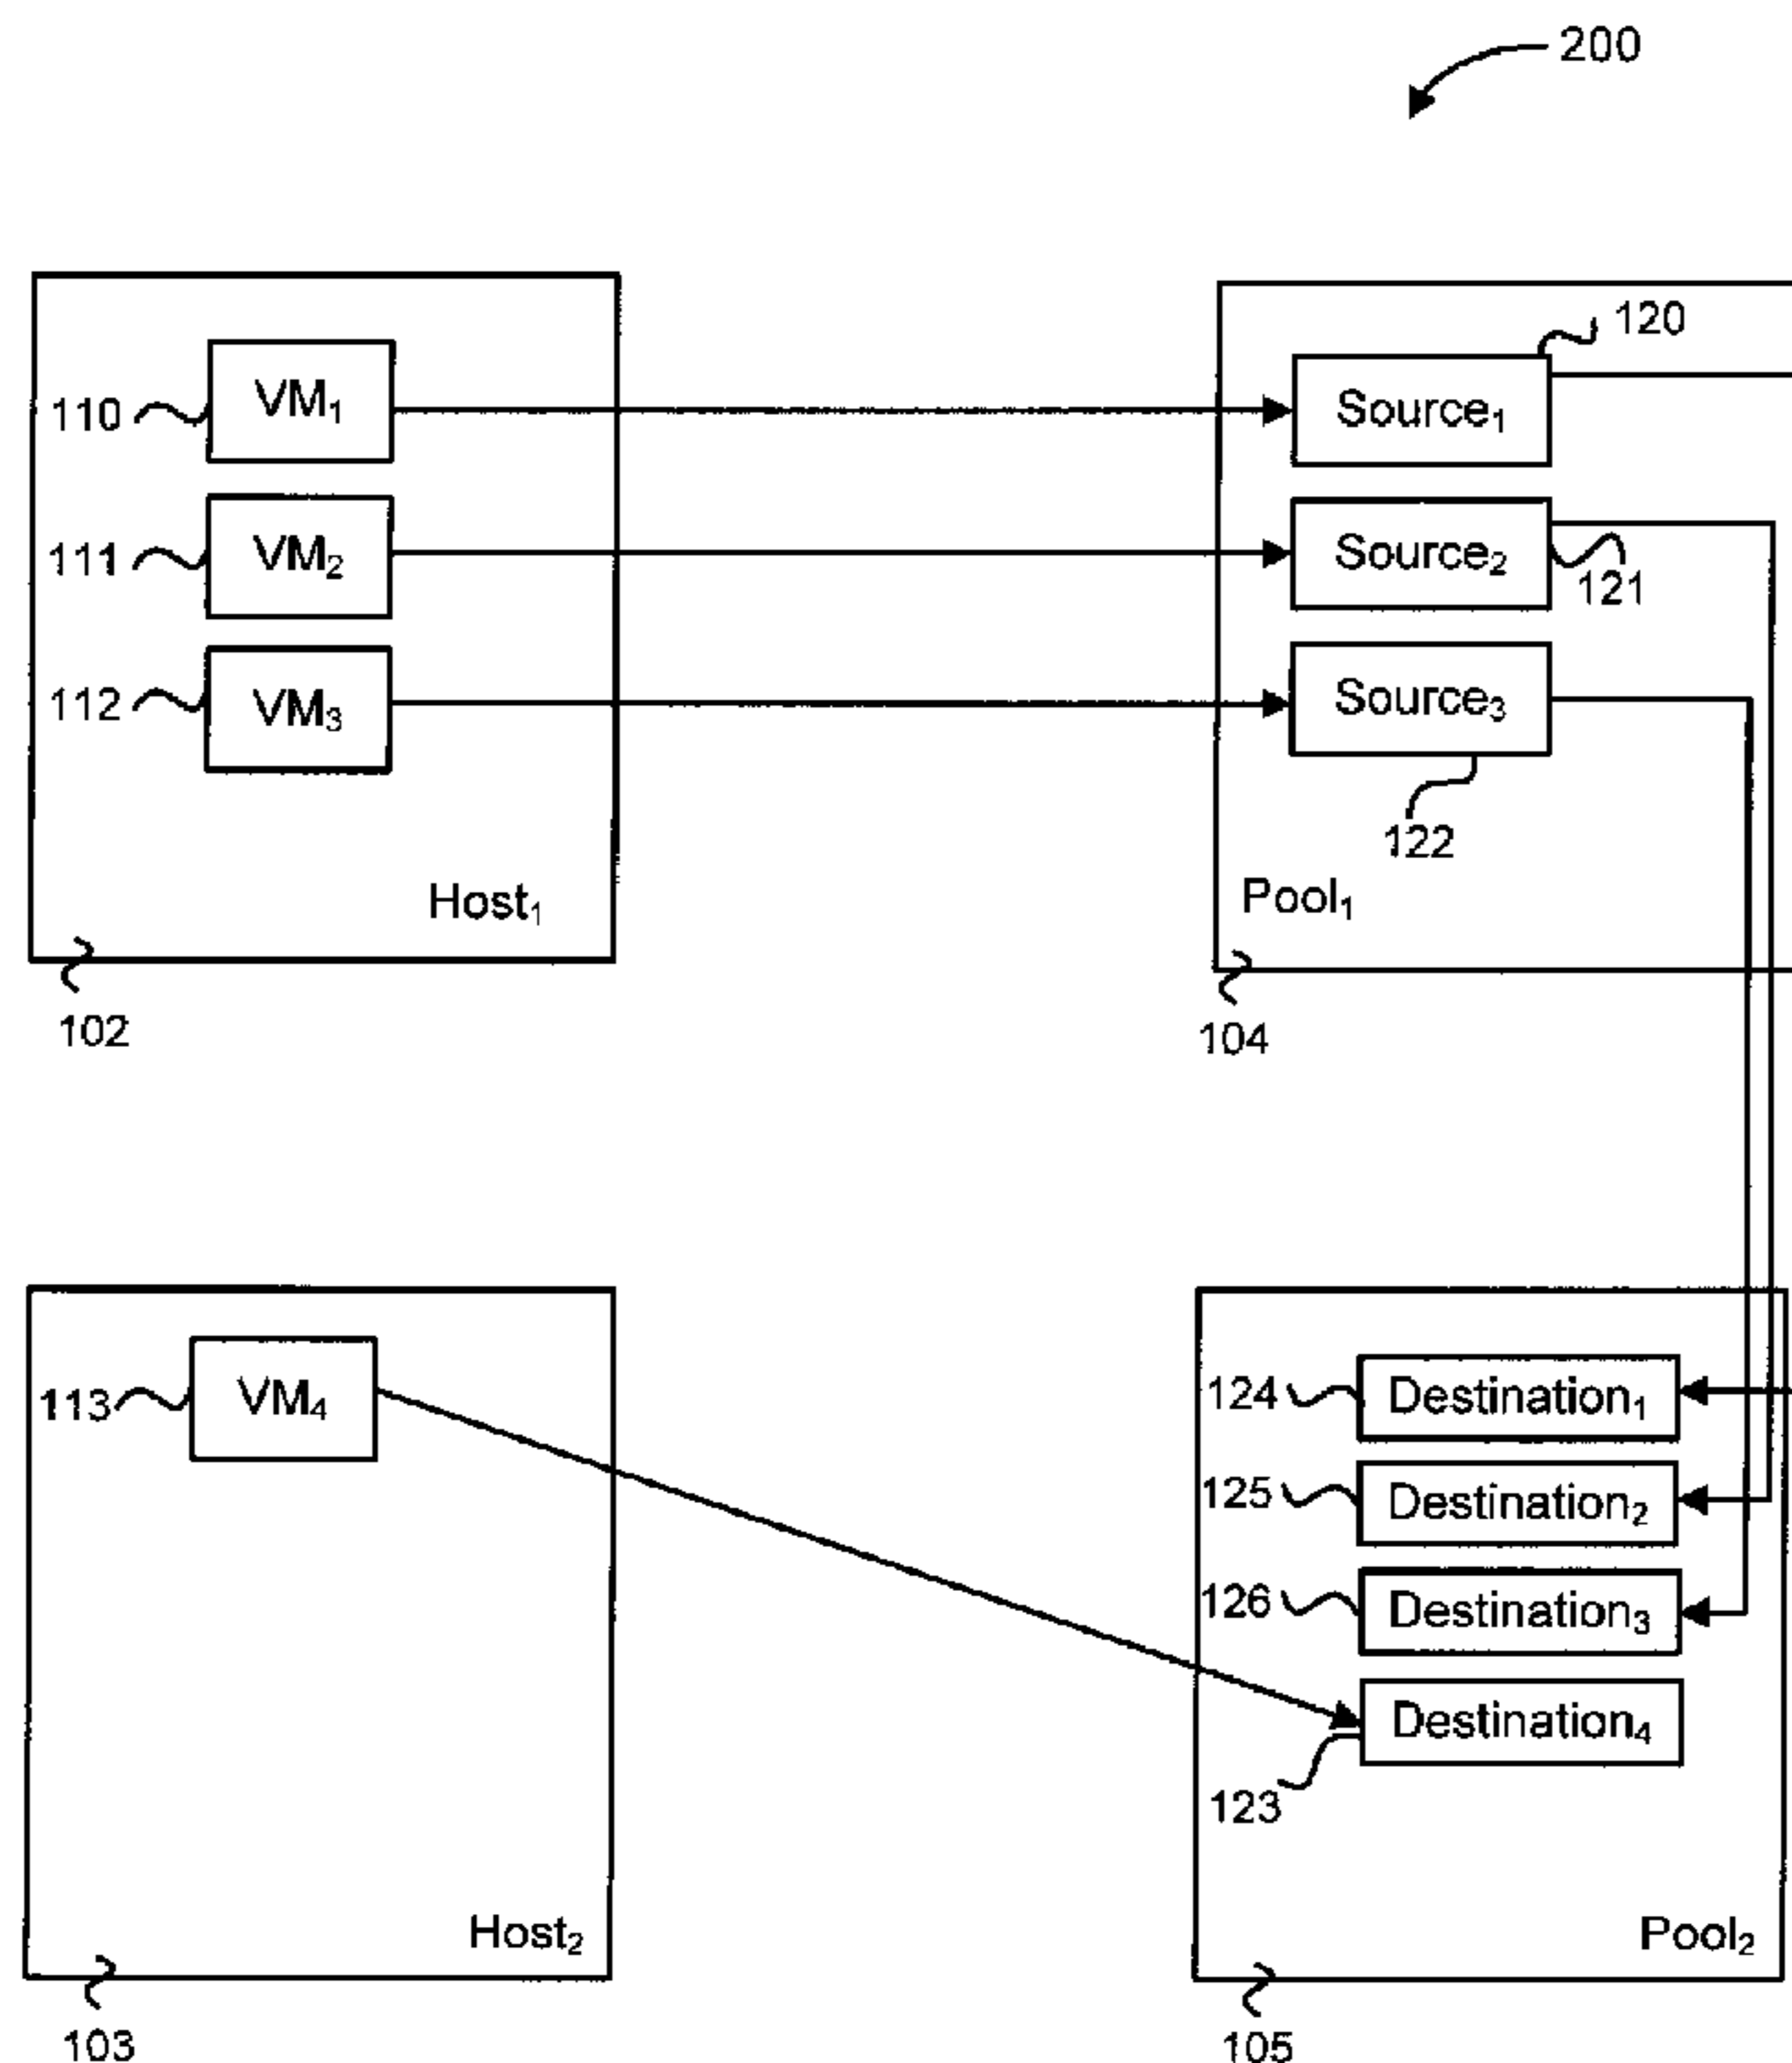 200
120
110 VM₁ Source₁
111 VM₂ Source₂ 121
112 VM₃ Source₃
122
Host₁ Pool₁
102 104
113 VM₄ 124 Destination₁
125 Destination₂
126 Destination₃
Destination₄
123
Host₂ Pool₂
103 105